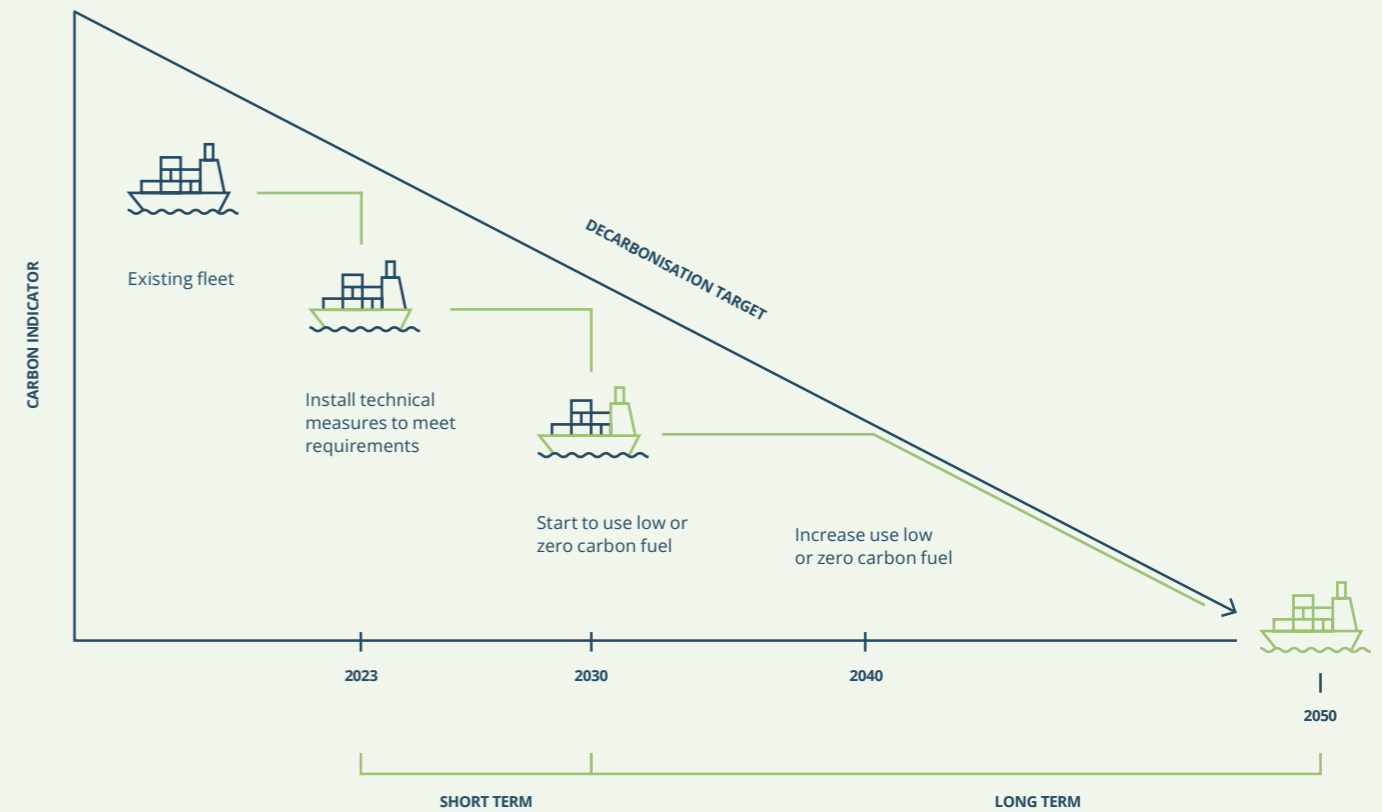 CARBON INDICATOR
DECARBONISATION TARGET
Existing fleet
Install technical
measures to meet
requirements
Start to use low or
zero carbon fuel
Increase use low
or zero carbon fuel
2023
2030
2040
2050
SHORT TERM
LONG TERM